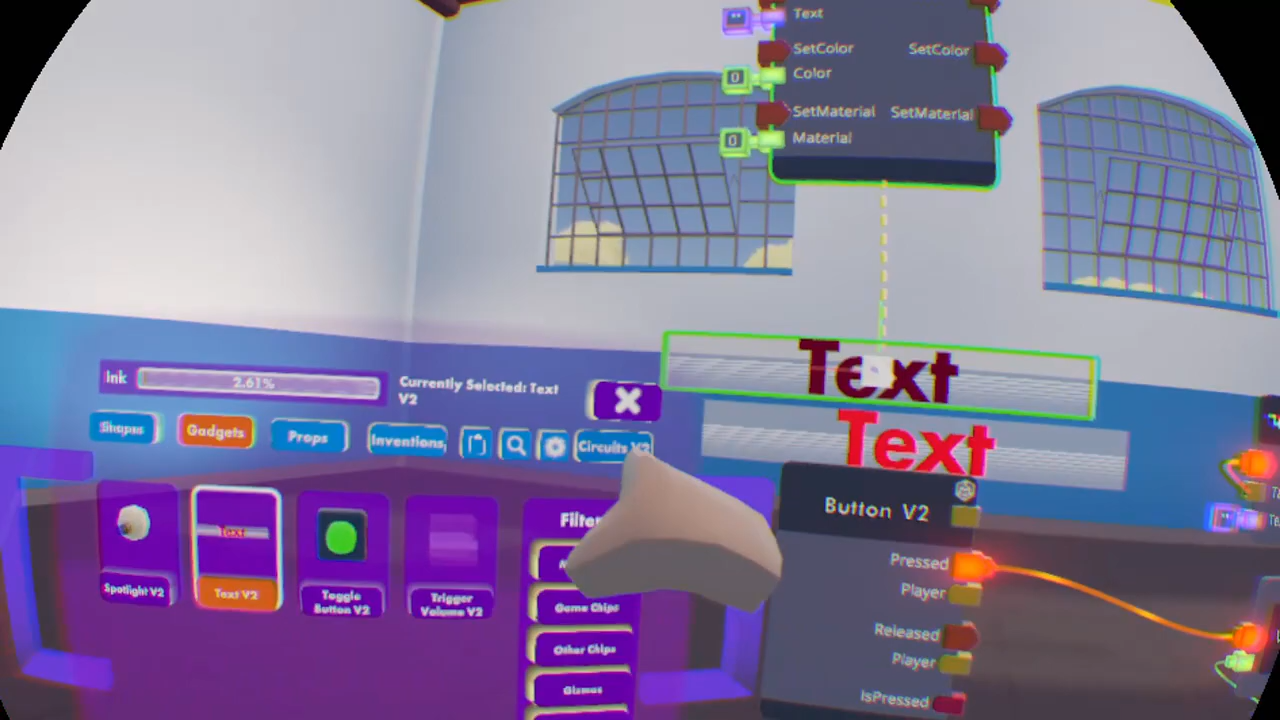 Text
SetColor SetColor
Color
0
SetMaterial SetMaterial
Material
0
Ink
2.61%
Currently Selected: Text
V2
Shapes
Gadgets
Props
Inventions
Circuits V2
Text
Text
Spotlight V2
Text
Text V2
Toggle
Button V2
Trigger
Volume V2
Game Chips
Other Chips
Gizmos
Button V2
Pressed
Player
Released
Player
IsPressed